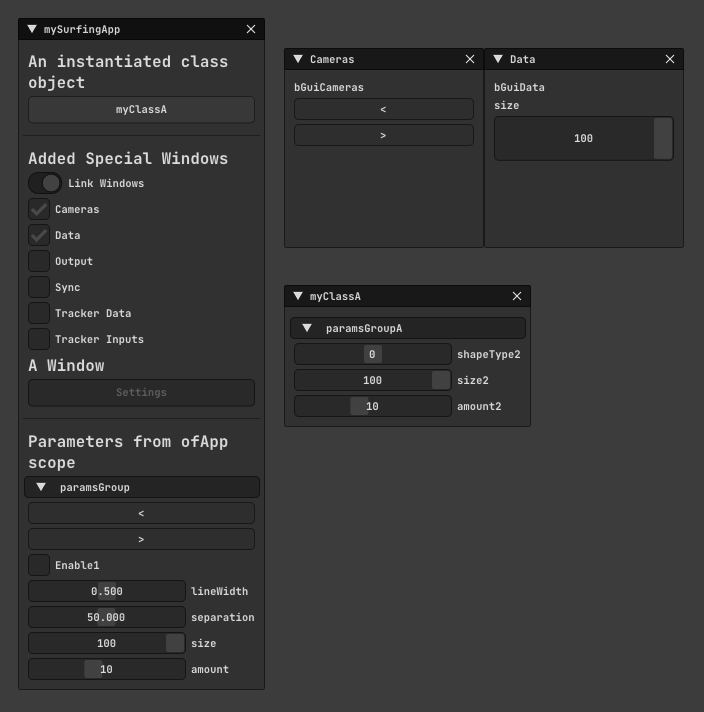 mySurfingApp
An instantiated class
object
myClassA
Added Special Windows
Link Windows
Cameras
Data
Output
Sync
Tracker Data
Tracker Inputs
A Window
Settings
Parameters from ofApp
scope
paramsGroup
<
>
Enable1
0.500 lineWidth
50.000 separation
100 size
10 amount
Cameras
bGuiCameras
<
>
Data
bGuiData
size
100
myClassA
paramsGroupA
0 shapeType2
100 size2
10 amount2